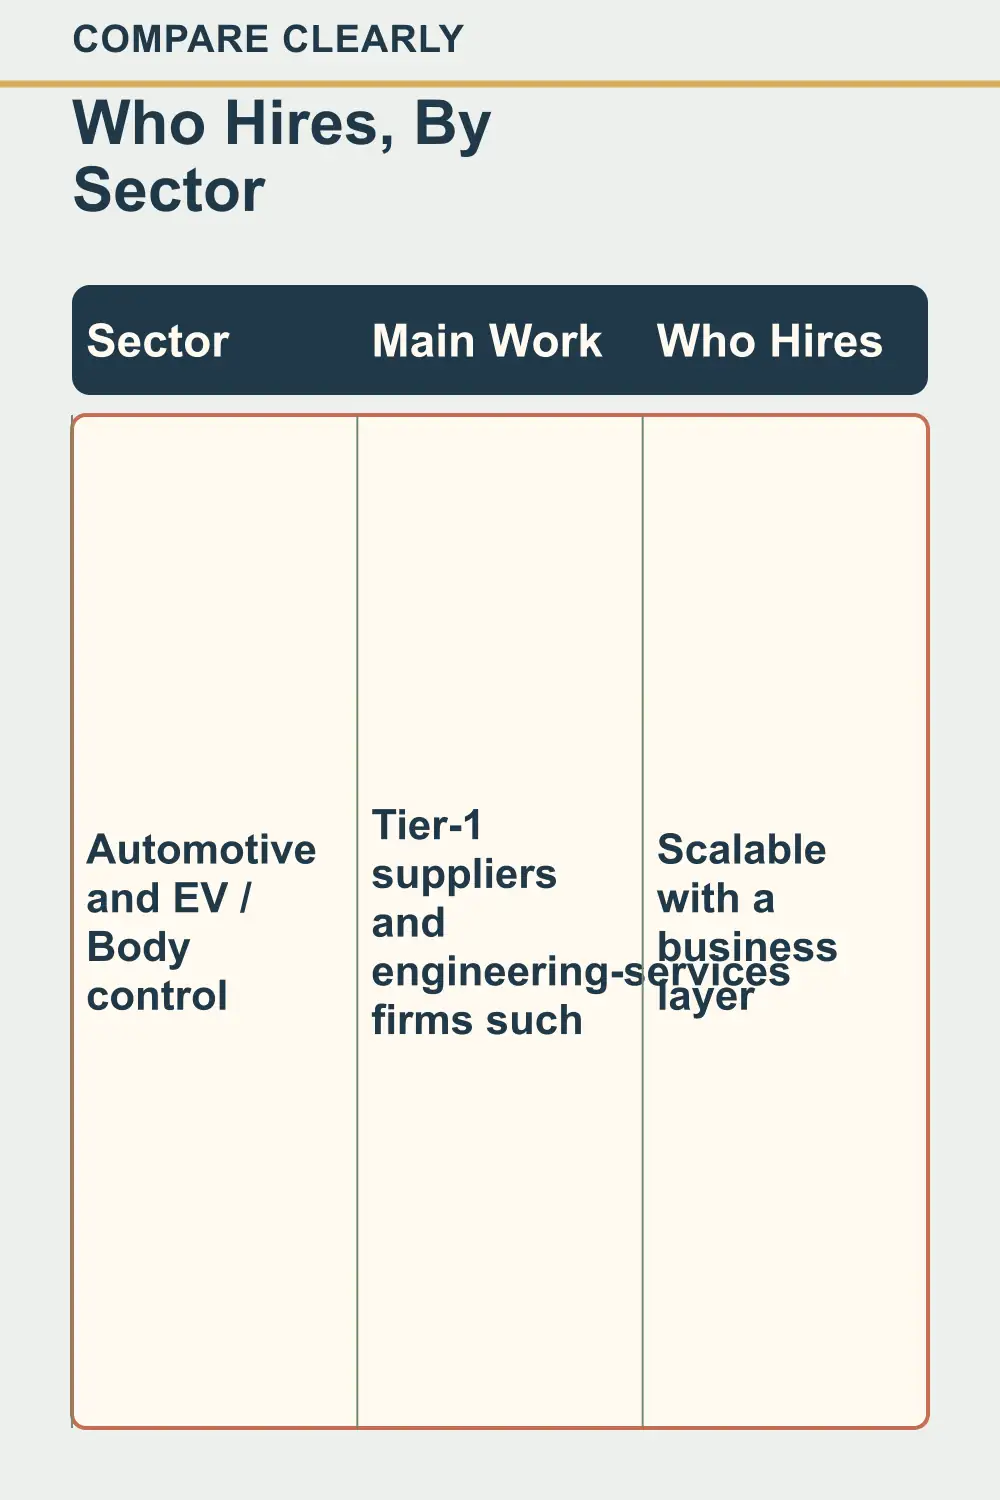 COMPARE CLEARLY
Who Hires, By
Sector
Sector
Main Work
Who Hires
Automotive
and EV /
Body
control
Tier-1
suppliers
and
engineering-services
firms such
Scalable
with a
business
layer